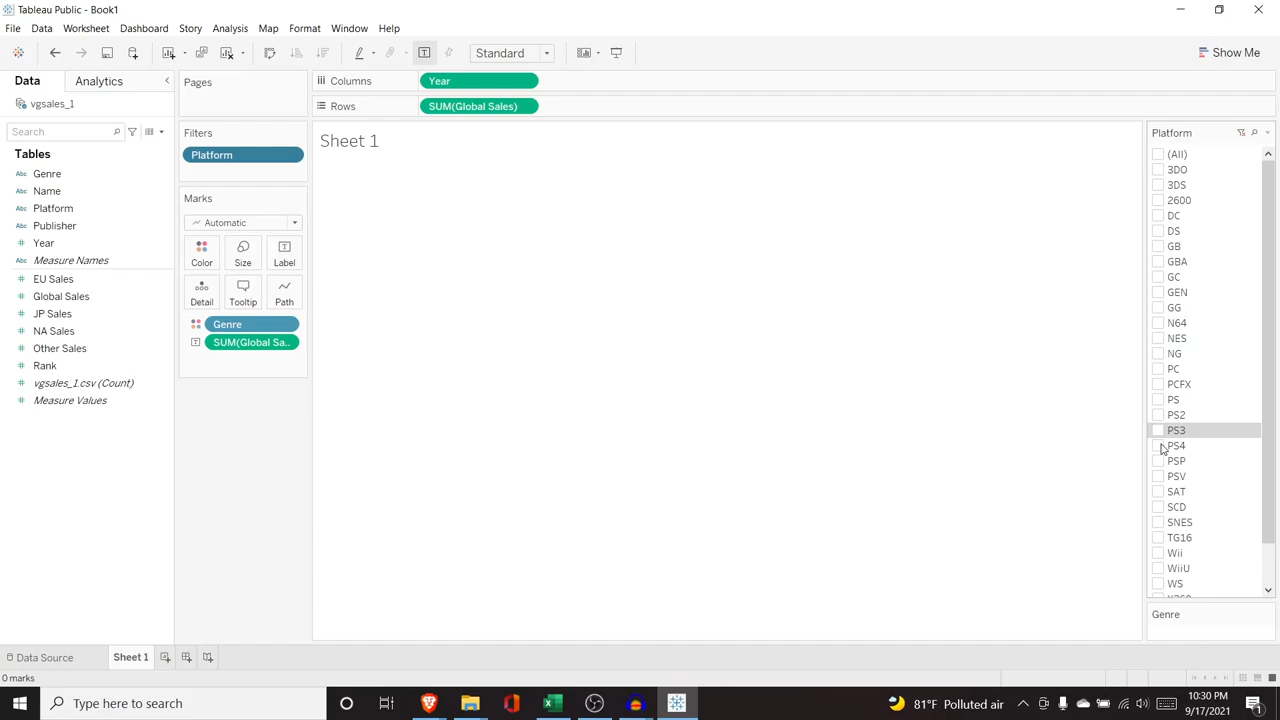 Tableau Public - Book1
File Data Worksheet Dashboard Story Analysis Map Format Window Help
Standard
Show Me
Data Analytics
vgsales_1
Search
Tables
Abc Genre
Abc Name
Abc Platform
Abc Publisher
# Year
Abc Measure Names
# EU Sales
# Global Sales
# JP Sales
# NA Sales
# Other Sales
# Rank
# vgsales_1.csv (Count)
# Measure Values
Pages
Filters
Platform
Marks
Automatic
Color Size Label
Detail Tooltip Path
Genre
SUM(Global Sa..
Columns Year
Rows SUM(Global Sales)
Sheet 1
Platform
(All)
3DO
3DS
2600
DC
DS
GB
GBA
GC
GEN
GG
N64
NES
NG
PC
PCFX
PS
PS2
PS3
PS4
PSP
PSV
SAT
SCD
SNES
TG16
Wii
WiiU
WS
X360
Genre
Data Source Sheet 1
0 marks
Type here to search
81°F Polluted air
10:30 PM
9/17/2021